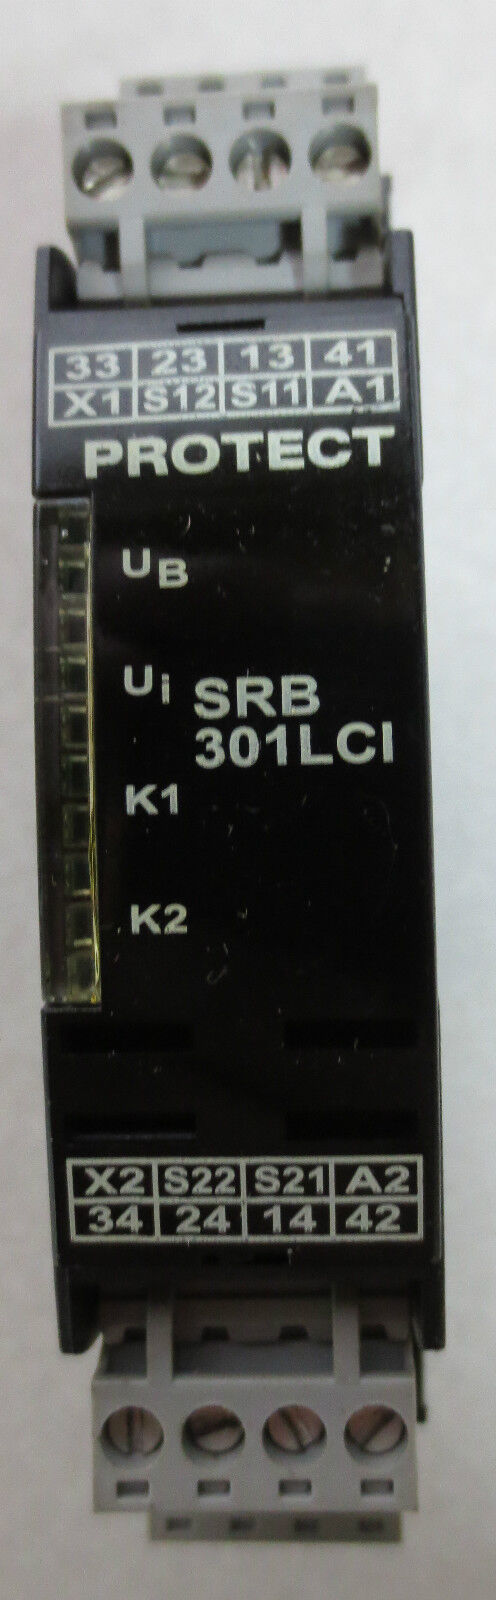 33 23 13 41
X1 S12 S11 A1
PROTECT
UB
Ui
SRB
301LCI
K1
K2
X2 S22 S21 A2
34 24 14 42